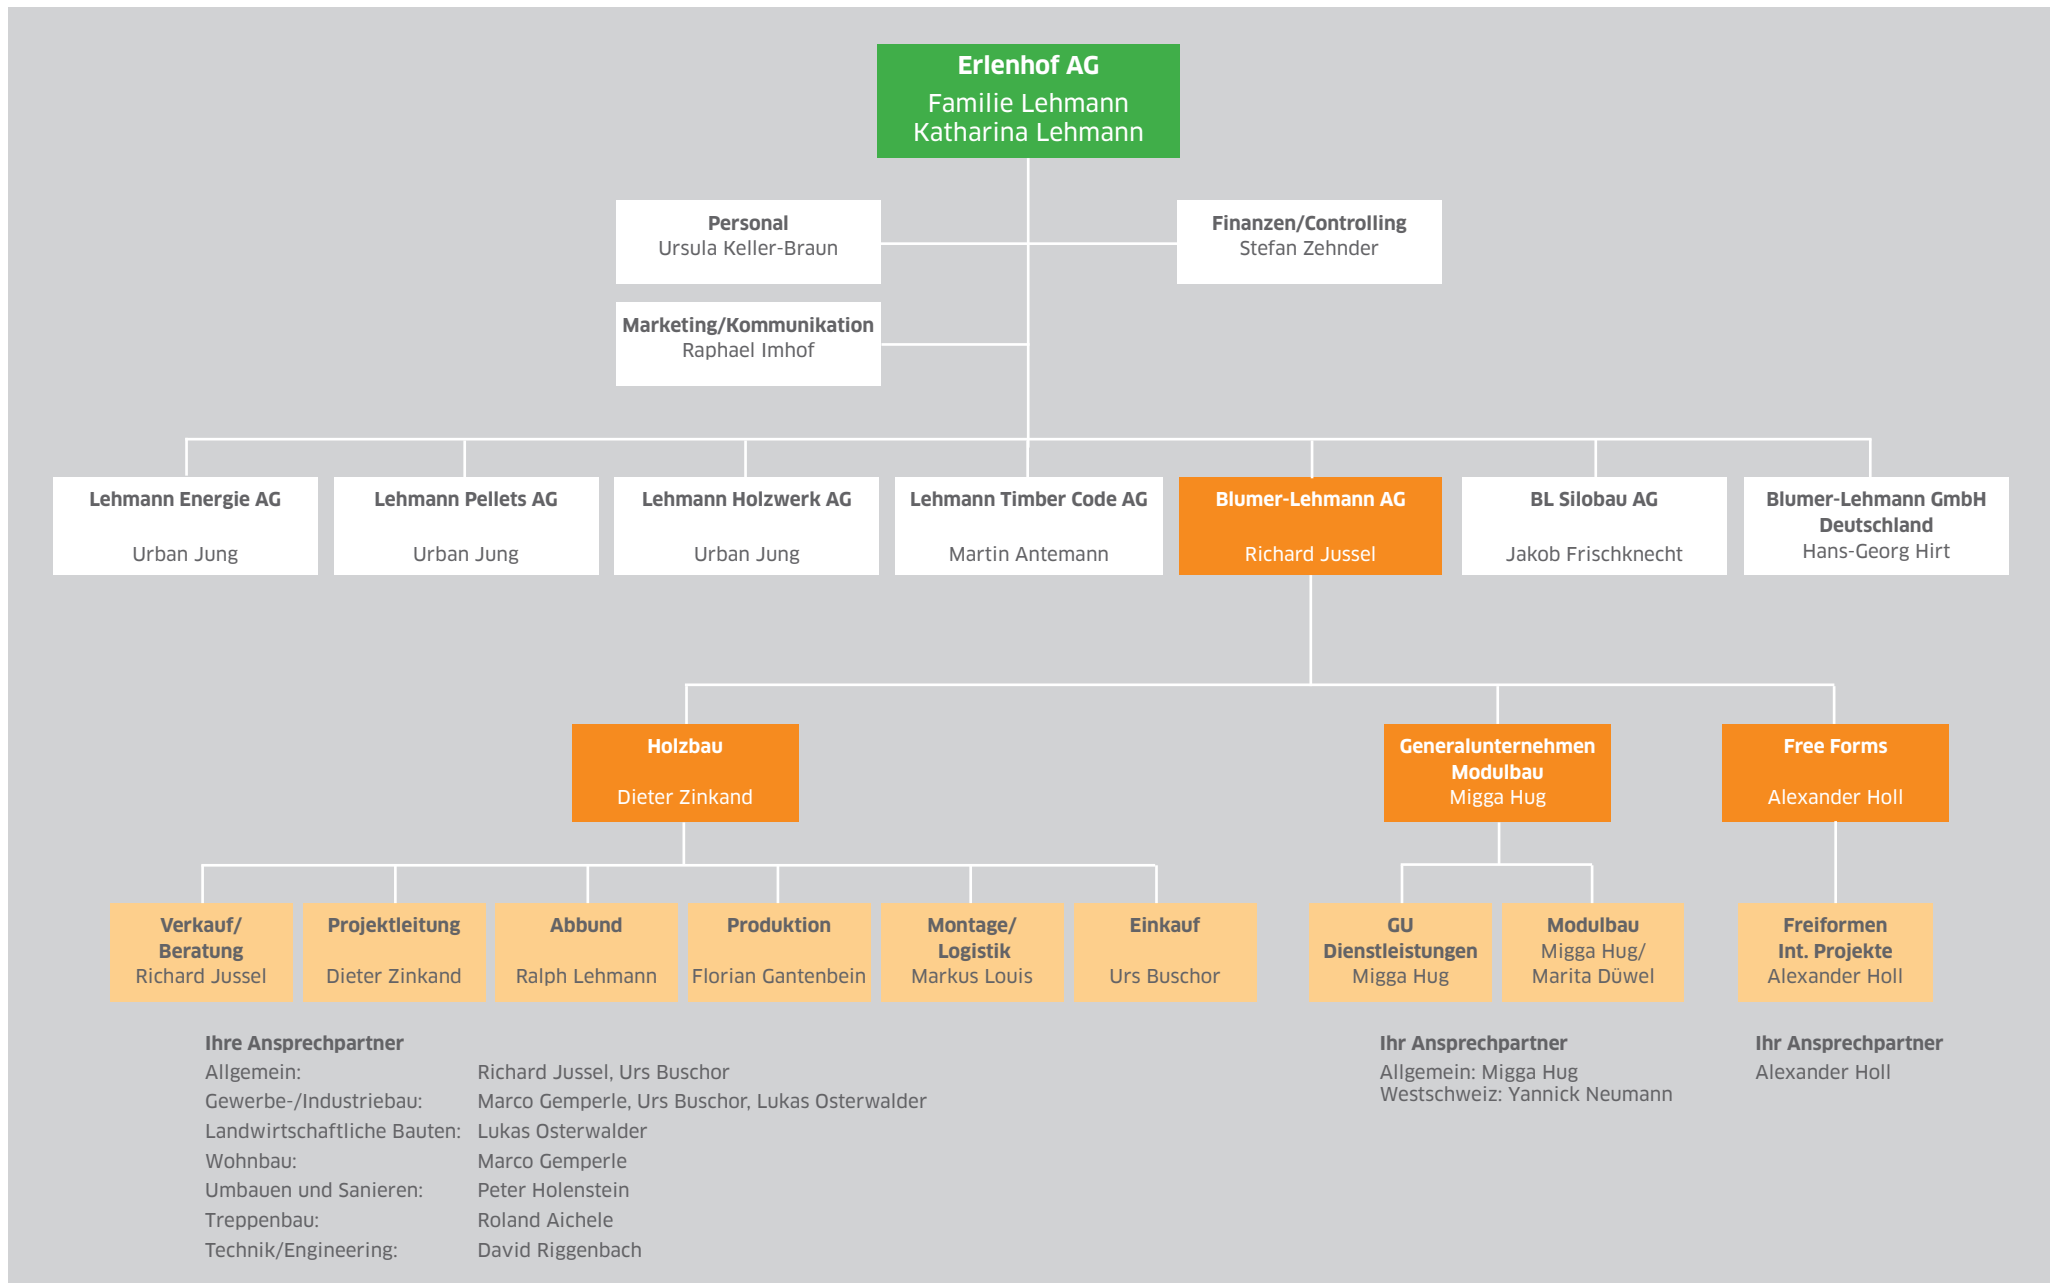 Erlenhof AG
Familie Lehmann
Katharina Lehmann
Personal
Ursula Keller-Braun
Finanzen/Controlling
Stefan Zehnder
Marketing/Kommunikation
Raphael Imhof
Lehmann Energie AG
Urban Jung
Lehmann Pellets AG
Urban Jung
Lehmann Holzwerk AG
Urban Jung
Lehmann Timber Code AG
Martin Antemann
Blumer-Lehmann AG
Richard Jussel
BL Silobau AG
Jakob Frischknecht
Blumer-Lehmann GmbH
Deutschland
Hans-Georg Hirt
Holzbau
Dieter Zinkand
Generalunternehmen
Modulbau
Migga Hug
Free Forms
Alexander Holl
Verkauf/
Beratung
Richard Jussel
Projektleitung
Dieter Zinkand
Abbund
Ralph Lehmann
Produktion
Florian Gantenbein
Montage/
Logistik
Markus Louis
Einkauf
Urs Buschor
GU
Dienstleistungen
Migga Hug
Modulbau
Migga Hug/
Marita Düwel
Freiformen
Int. Projekte
Alexander Holl
Ihre Ansprechpartner
Allgemein: Richard Jussel, Urs Buschor
Gewerbe-/Industriebau: Marco Gemperle, Urs Buschor, Lukas Osterwalder
Landwirtschaftliche Bauten: Lukas Osterwalder
Wohnbau: Marco Gemperle
Umbauen und Sanieren: Peter Holenstein
Treppenbau: Roland Aichele
Technik/Engineering: David Riggenbach
Ihr Ansprechpartner
Allgemein: Migga Hug
Westschweiz: Yannick Neumann
Ihr Ansprechpartner
Alexander Holl